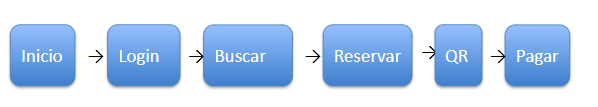 Inicio → Login → Buscar → Reservar → QR → Pagar